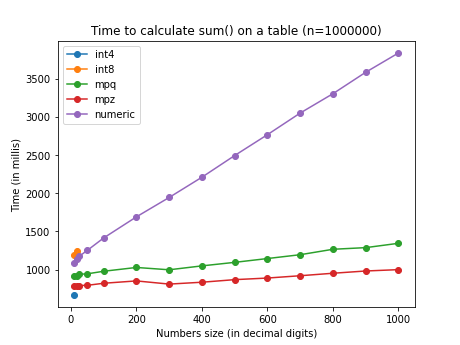 Time to calculate sum() on a table (n=1000000)
int4
int8
mpq
mpz
numeric
3500
3000
2500
2000
1500
1000
Time (in millis)
0 200 400 600 800 1000
Numbers size (in decimal digits)